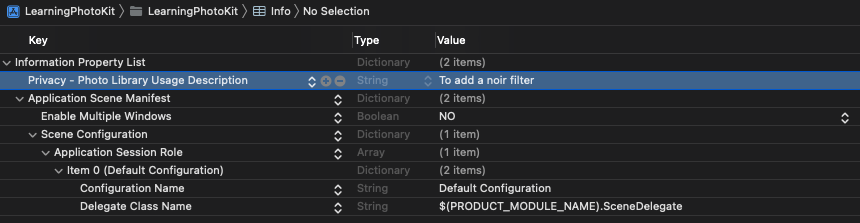 LearningPhotoKit LearningPhotoKit Info No Selection
Key Type Value
Information Property List Dictionary (2 items)
Privacy - Photo Library Usage Description String To add a noir filter
Application Scene Manifest Dictionary (2 items)
Enable Multiple Windows Boolean NO
Scene Configuration Dictionary (1 item)
Application Session Role Array (1 item)
Item 0 (Default Configuration) Dictionary (2 items)
Configuration Name String Default Configuration
Delegate Class Name String $(PRODUCT_MODULE_NAME).SceneDelegate